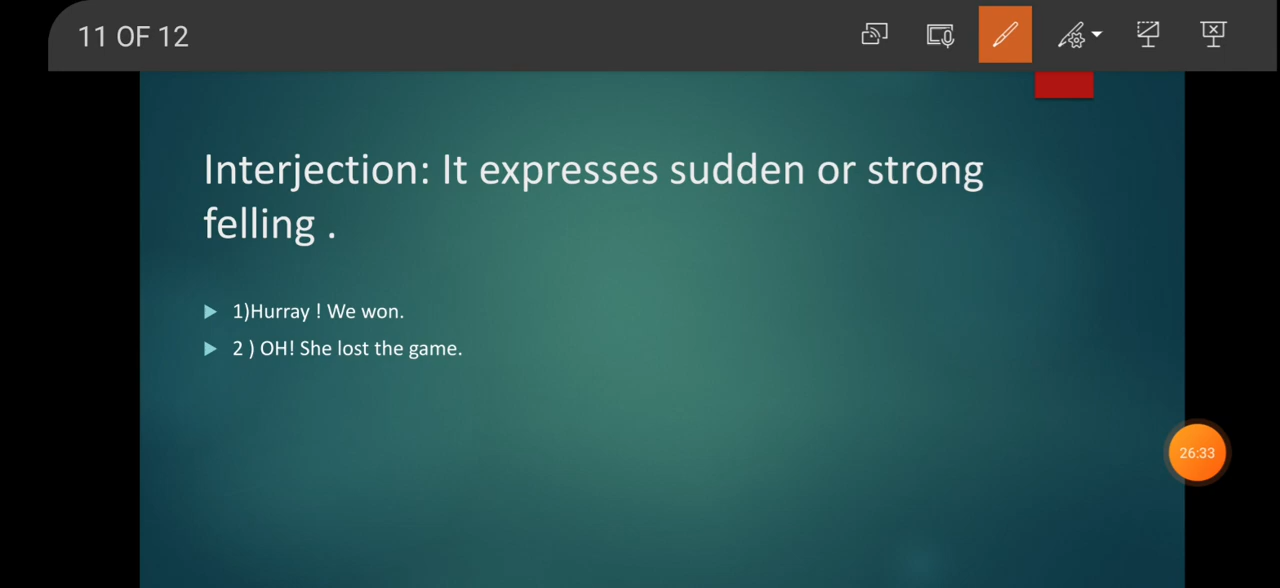 11 OF 12
Interjection: It expresses sudden or strong
felling .
1)Hurray ! We won.
2 ) OH! She lost the game.
26:33